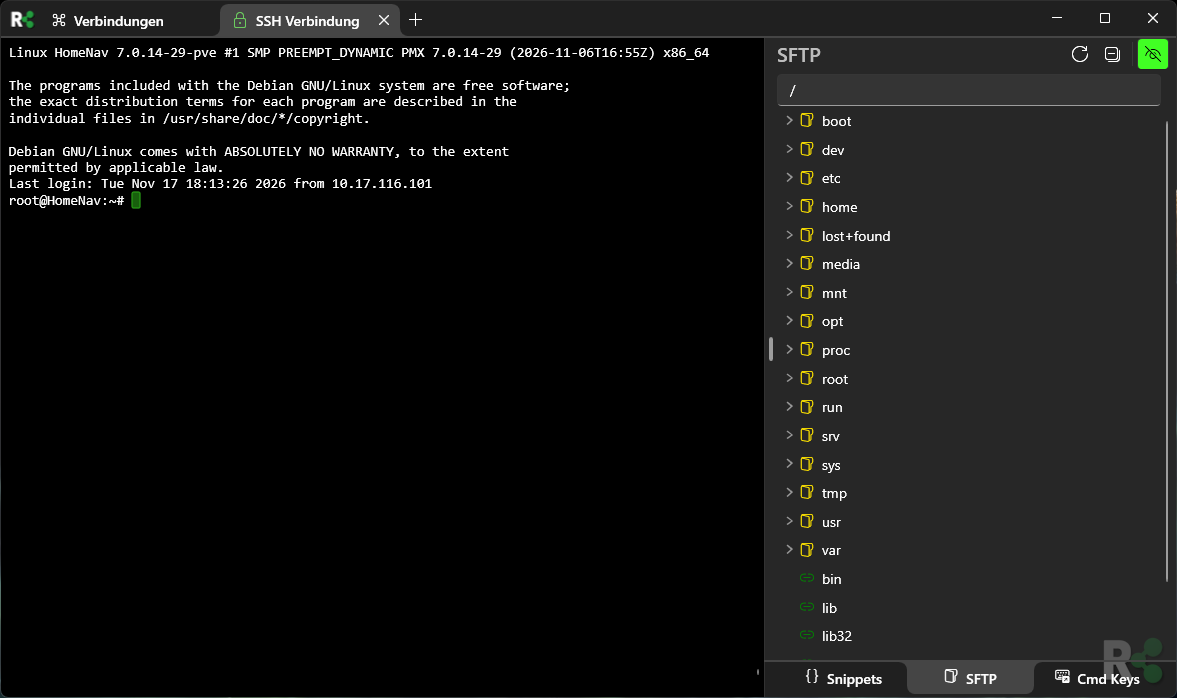 Verbindungen
SSH Verbindung
Linux HomeNav 7.0.14-29-pve #1 SMP PREEMPT_DYNAMIC PMX 7.0.14-29 (2026-11-06T16:55Z) x86_64
The programs included with the Debian GNU/Linux system are free software;
the exact distribution terms for each program are described in the
individual files in /usr/share/doc/*/copyright.
Debian GNU/Linux comes with ABSOLUTELY NO WARRANTY, to the extent
permitted by applicable law.
Last login: Tue Nov 17 18:13:26 2026 from 10.17.116.101
root@HomeNav:~#
SFTP
/
boot
dev
etc
home
lost+found
media
mnt
opt
proc
root
run
srv
sys
tmp
usr
var
bin
lib
lib32
{} Snippets
SFTP
Cmd Keys